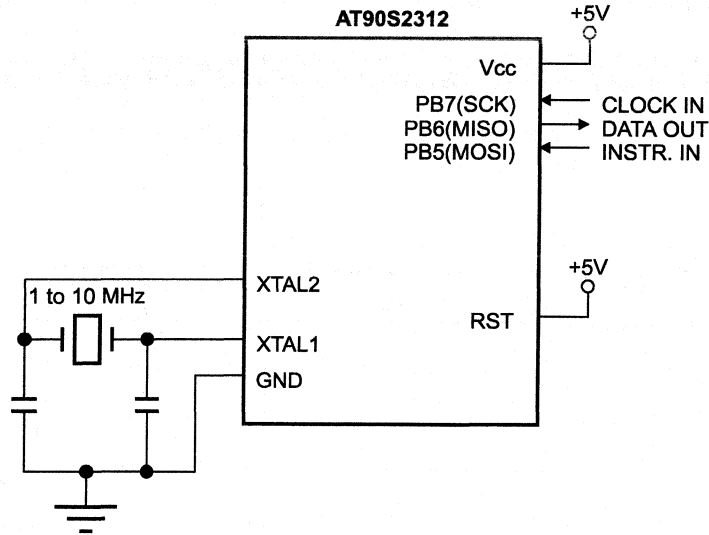 AT90S2312
+5V
Vcc
PB7(SCK) CLOCK IN
PB6(MISO) DATA OUT
PB5(MOSI) INSTR. IN
+5V
XTAL2
1 to 10 MHz
RST
XTAL1
GND